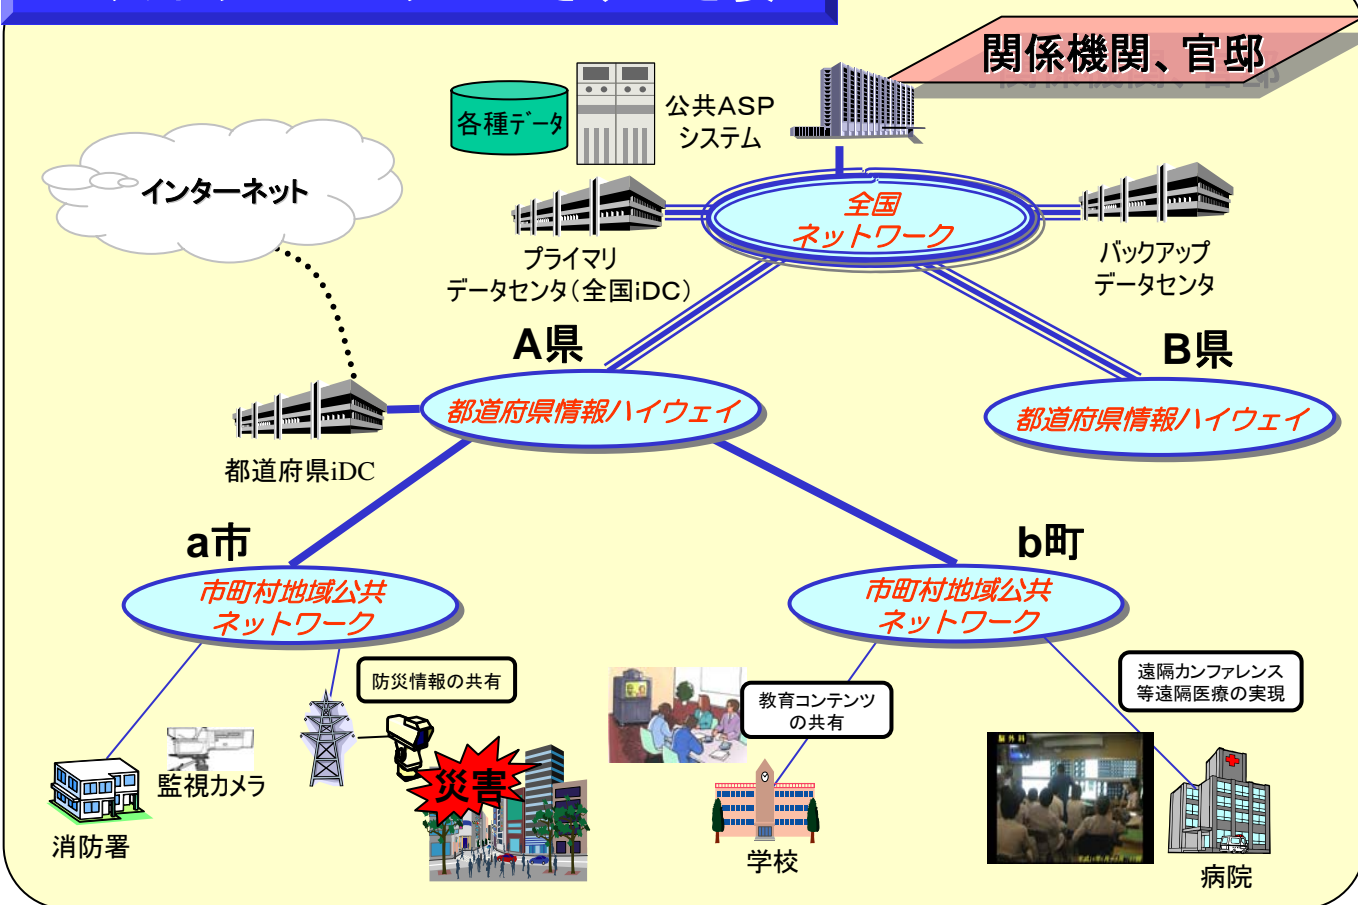 関係機関、官邸
各種データ
公共ASP
システム
インターネット
全国
ネットワーク
プライマリ
データセンタ（全国iDC）
バックアップ
データセンタ
A県
B県
都道府県情報ハイウェイ
都道府県情報ハイウェイ
都道府県iDC
a市
b町
市町村地域公共
ネットワーク
市町村地域公共
ネットワーク
防災情報の共有
教育コンテンツ
の共有
遠隔カンファレンス
等遠隔医療の実現
監視カメラ
災害
消防署
学校
脳外科
病院